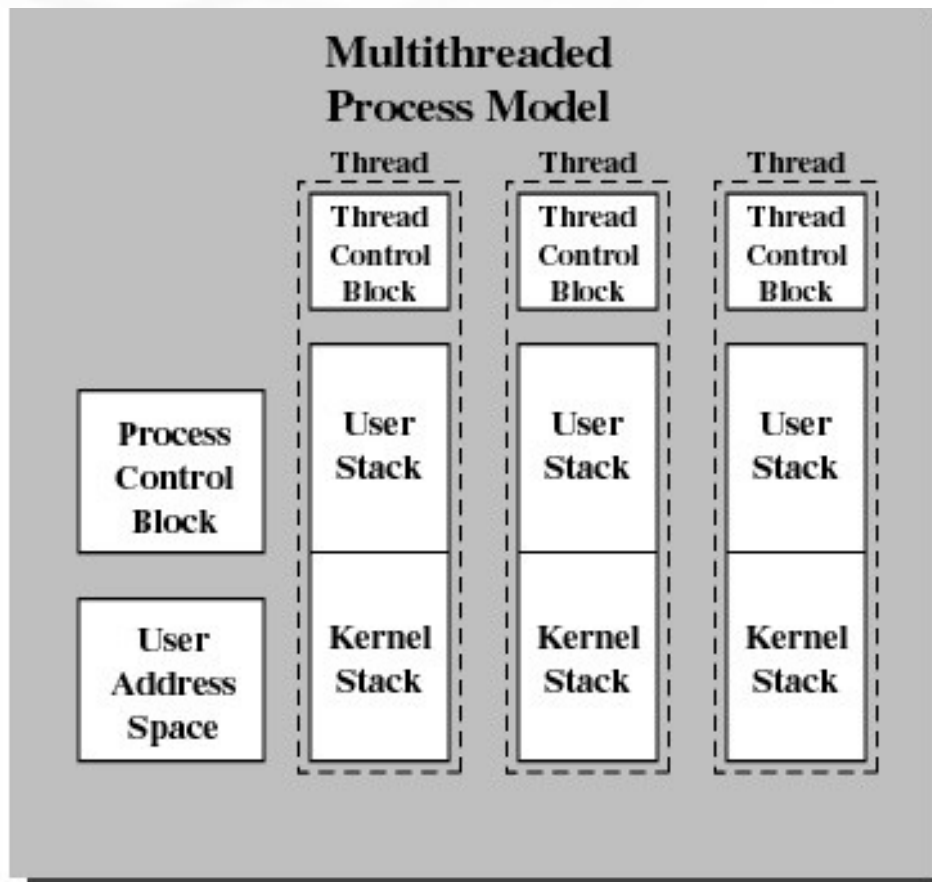 Multithreaded
Process Model
Thread
Thread
Control
Block
User
Stack
Kernel
Stack
Thread
Thread
Control
Block
User
Stack
Kernel
Stack
Thread
Thread
Control
Block
User
Stack
Kernel
Stack
Process
Control
Block
User
Address
Space